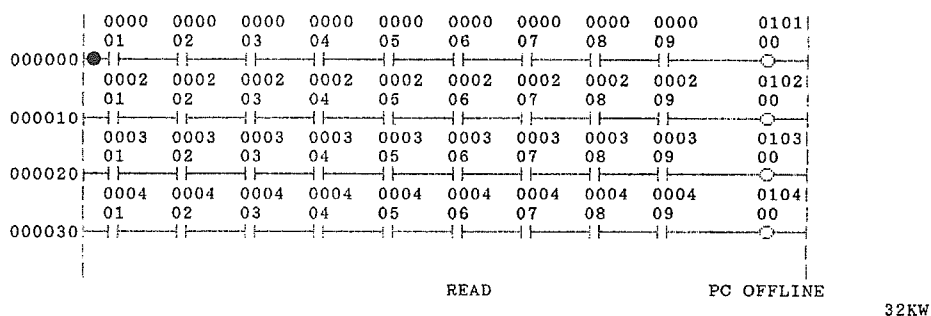 0000 0000 0000 0000 0000 0000 0000 0000 0000 0101
01 02 03 04 05 06 07 08 09 00
000000
0002 0002 0002 0002 0002 0002 0002 0002 0002 0102
01 02 03 04 05 06 07 08 09 00
000010
0003 0003 0003 0003 0003 0003 0003 0003 0003 0103
01 02 03 04 05 06 07 08 09 00
000020
0004 0004 0004 0004 0004 0004 0004 0004 0004 0104
01 02 03 04 05 06 07 08 09 00
000030
READ PC OFFLINE
32KW